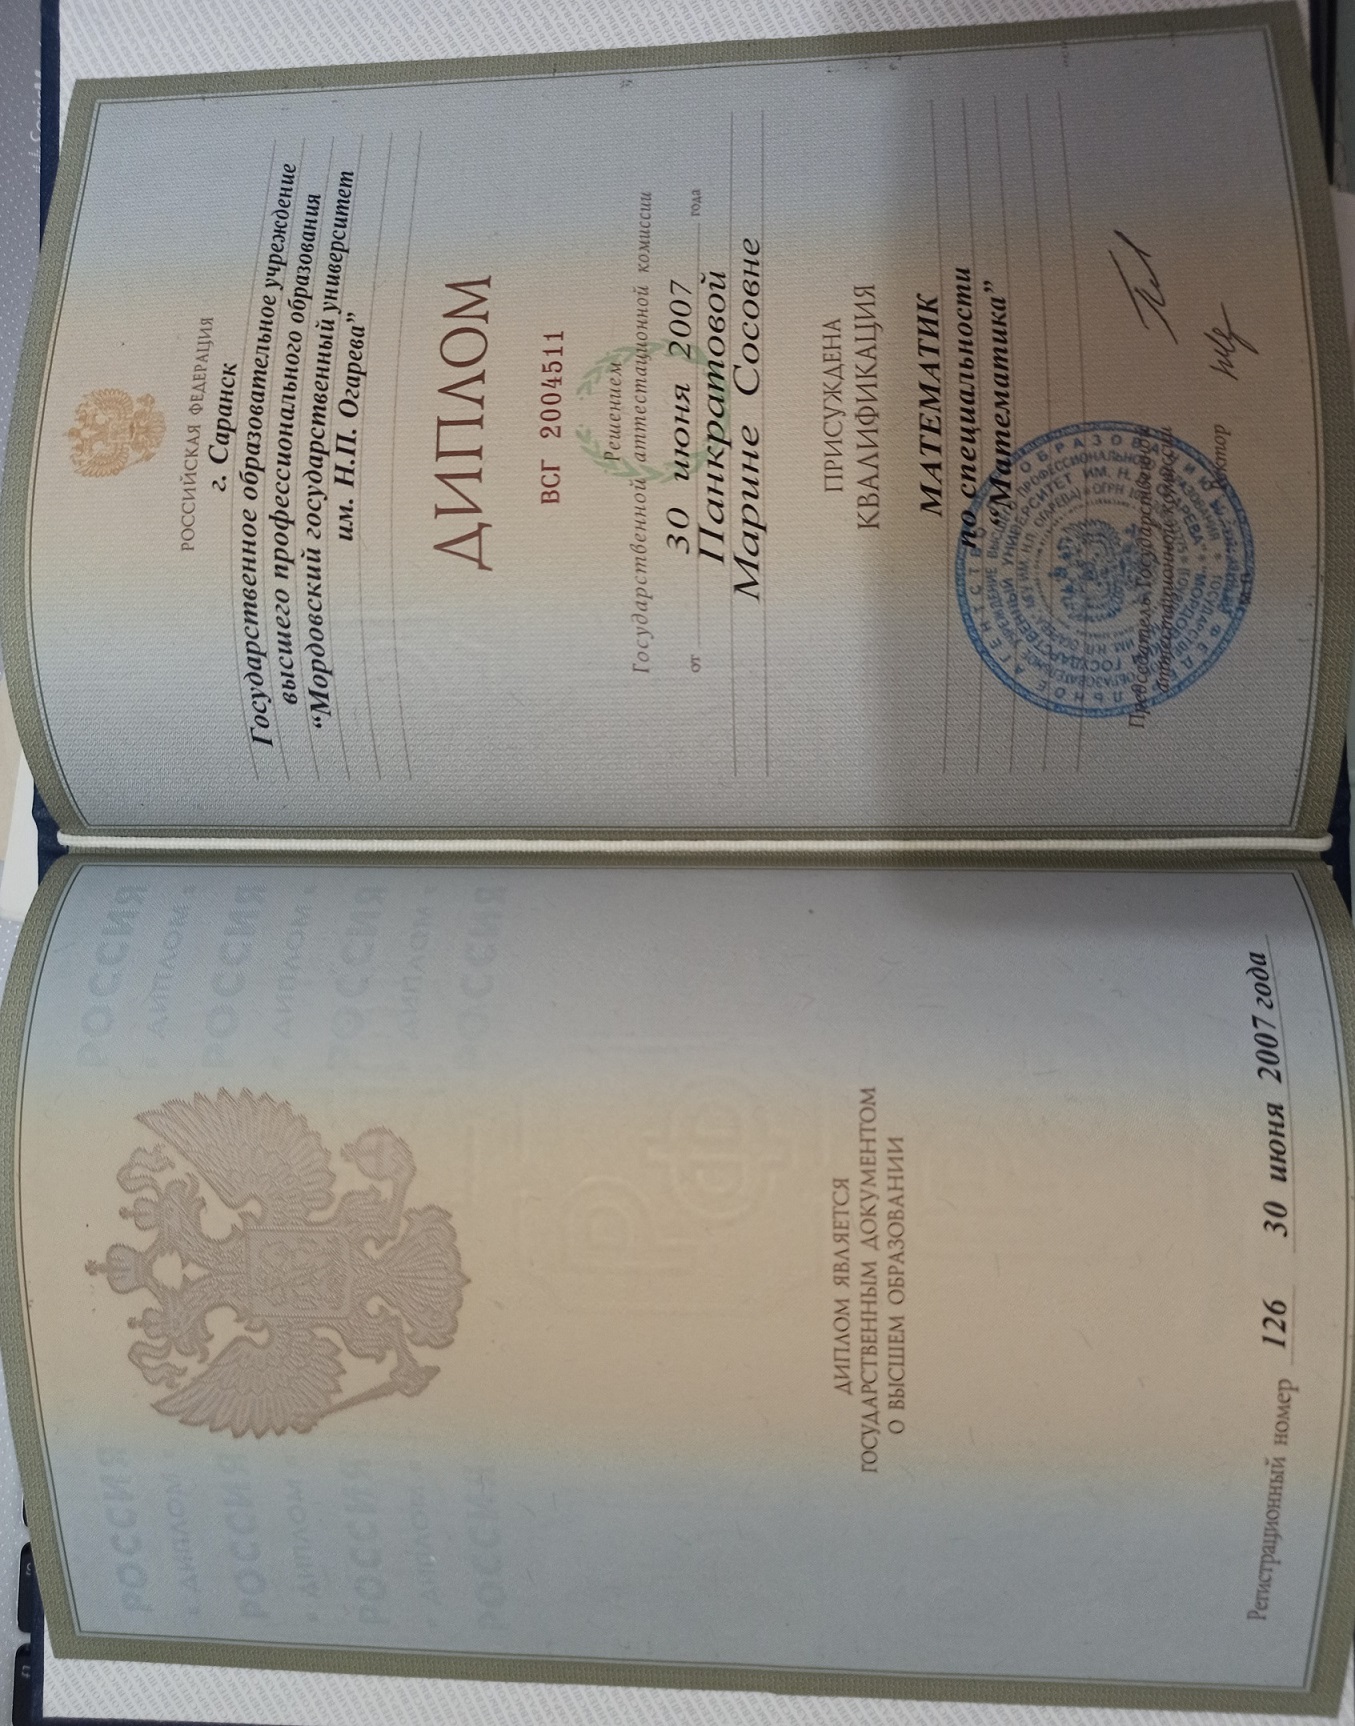 ДИПЛОМ ЯВЛЯЕТСЯ
ГОСУДАРСТВЕННЫМ ДОКУМЕНТОМ
О ВЫСШЕМ ОБРАЗОВАНИИ
Регистрационный номер 126 30 июня 2007 года
РОССИЙСКАЯ ФЕДЕРАЦИЯ
г. Саранск
Государственное образовательное учреждение
высшего профессионального образования
“Мордовский государственный университет
им. Н.П. Огарева”
ДИПЛОМ
ВСГ 2004511
Решением
Государственной аттестационной комиссии
от 30 июня 2007 года
Панкратовой
Марине Сосовне
ПРИСУЖДЕНА
КВАЛИФИКАЦИЯ
МАТЕМАТИК
по специальности
“Математика”
Председатель Государственной
аттестационной комиссии
Ректор